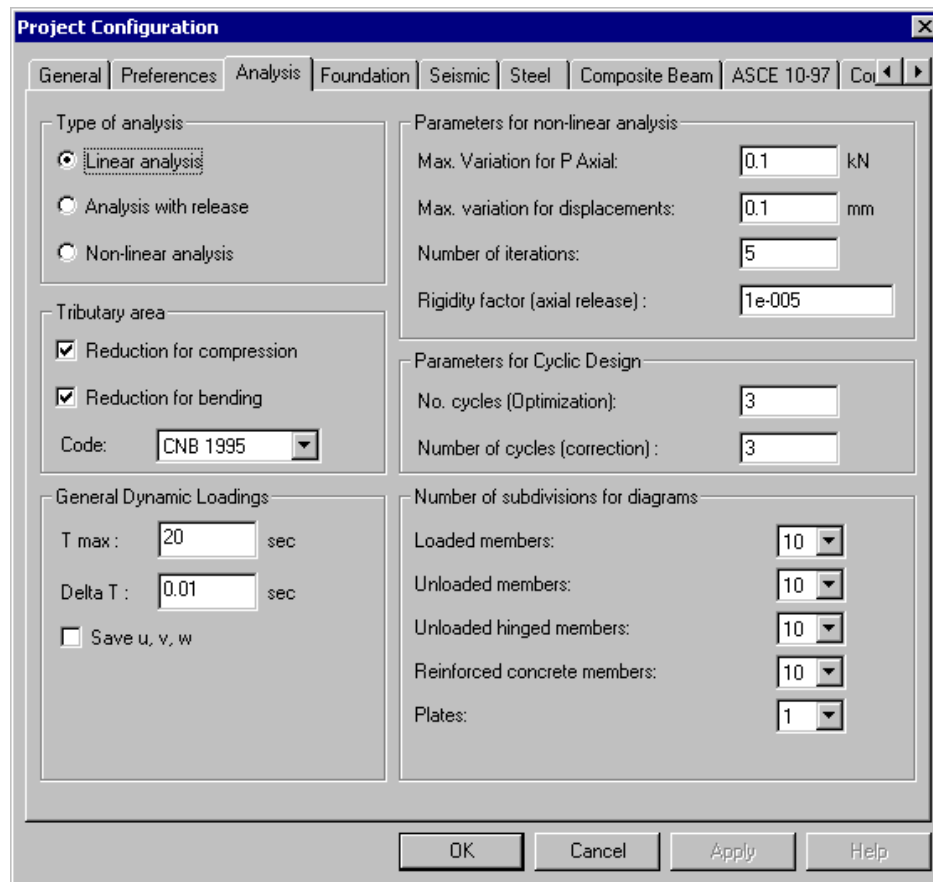 Project Configuration
General Preferences Analysis Foundation Seismic Steel Composite Beam ASCE 10-97
Type of analysis
Linear analysis
Analysis with release
Non-linear analysis
Tributary area
Reduction for compression
Reduction for bending
Code: CNB 1995
General Dynamic Loadings
T max : 20 sec
Delta T : 0.01 sec
Save u, v, w
Parameters for non-linear analysis
Max. Variation for P Axial: 0.1 kN
Max. variation for displacements: 0.1 mm
Number of iterations: 5
Rigidity factor (axial release) : 1e-005
Parameters for Cyclic Design
No. cycles (Optimization): 3
Number of cycles (correction) : 3
Number of subdivisions for diagrams
Loaded members: 10
Unloaded members: 10
Unloaded hinged members: 10
Reinforced concrete members: 10
Plates: 1
OK Cancel Apply Help